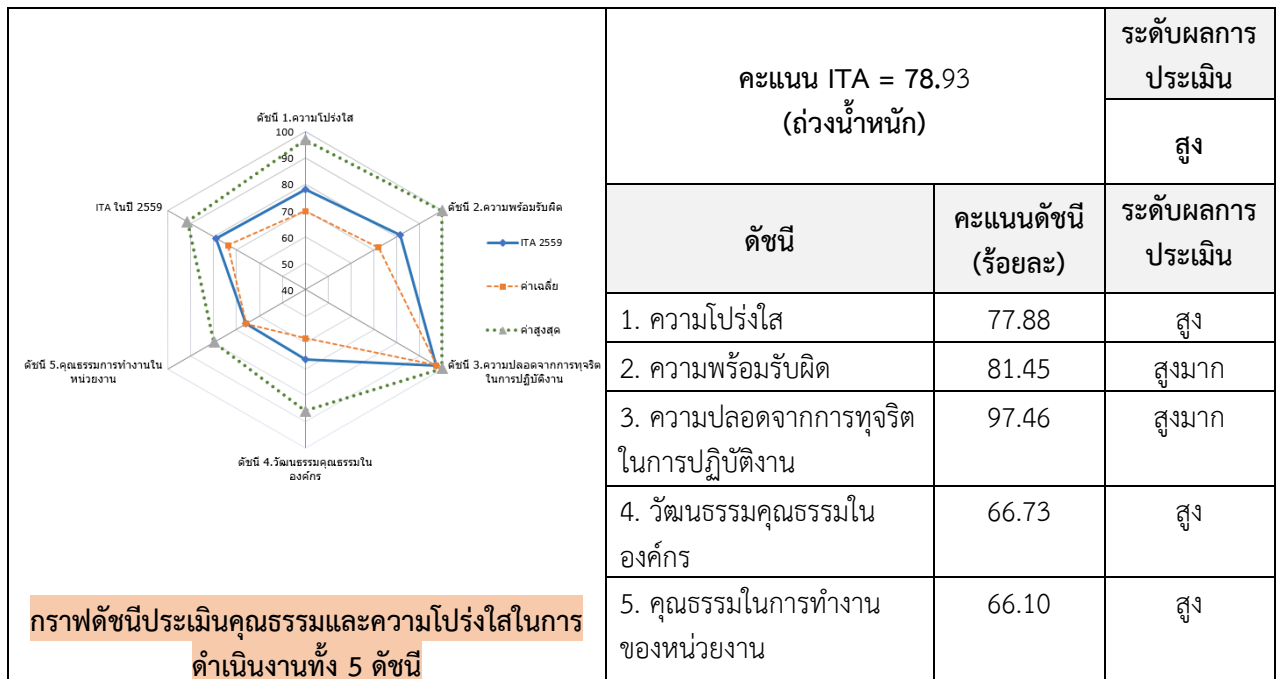 ดัชนี 1.ความโปร่งใส
100
90
80
70
60
50
40
ITA ในปี 2559
ดัชนี 2.ความพร้อมรับผิด
ITA 2559
ค่าเฉลี่ย
ค่าสูงสุด
ดัชนี 5.คุณธรรมการทำงานใน
หน่วยงาน
ดัชนี 3.ความปลอดจากการทุจริต
ในการปฏิบัติงาน
ดัชนี 4.วัฒนธรรมคุณธรรมใน
องค์กร
กราฟดัชนีประเมินคุณธรรมและความโปร่งใสในการ
ดำเนินงานทั้ง 5 ดัชนี
คะแนน ITA = 78.93
(ถ่วงน้ำหนัก)
ระดับผลการ
ประเมิน
สูง
ดัชนี
คะแนนดัชนี
(ร้อยละ)
ระดับผลการ
ประเมิน
1. ความโปร่งใส 77.88 สูง
2. ความพร้อมรับผิด 81.45 สูงมาก
3. ความปลอดจากการทุจริต 97.46 สูงมาก
ในการปฏิบัติงาน
4. วัฒนธรรมคุณธรรมใน 66.73 สูง
องค์กร
5. คุณธรรมในการทำงาน 66.10 สูง
ของหน่วยงาน